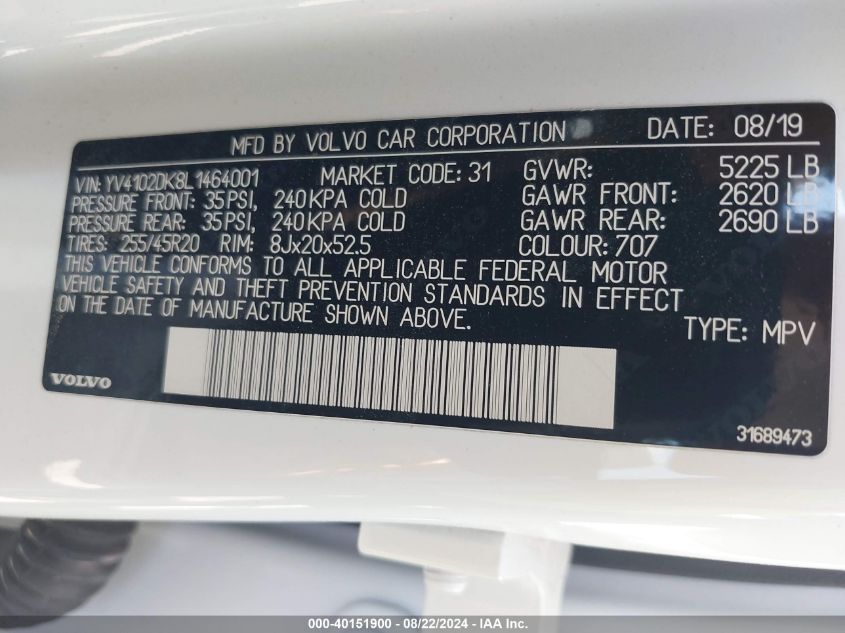 MFD BY VOLVO CAR CORPORATION DATE: 08/19
VIN: YV4102DK8L1464001 MARKET CODE: 31 GVWR: 5225 LB
PRESSURE FRONT: 35PSI, 240KPA COLD GAWR FRONT: 2620 LB
PRESSURE REAR: 35PSI, 240KPA COLD GAWR REAR: 2690 LB
TIRES: 255/45R20 RIM: 8Jx20x52.5 COLOUR: 707
THIS VEHICLE CONFORMS TO ALL APPLICABLE FEDERAL MOTOR
VEHICLE SAFETY AND THEFT PREVENTION STANDARDS IN EFFECT
ON THE DATE OF MANUFACTURE SHOWN ABOVE.
TYPE: MPV
VOLVO
31689473
000-40151900 - 08/22/2024 - IAA Inc.